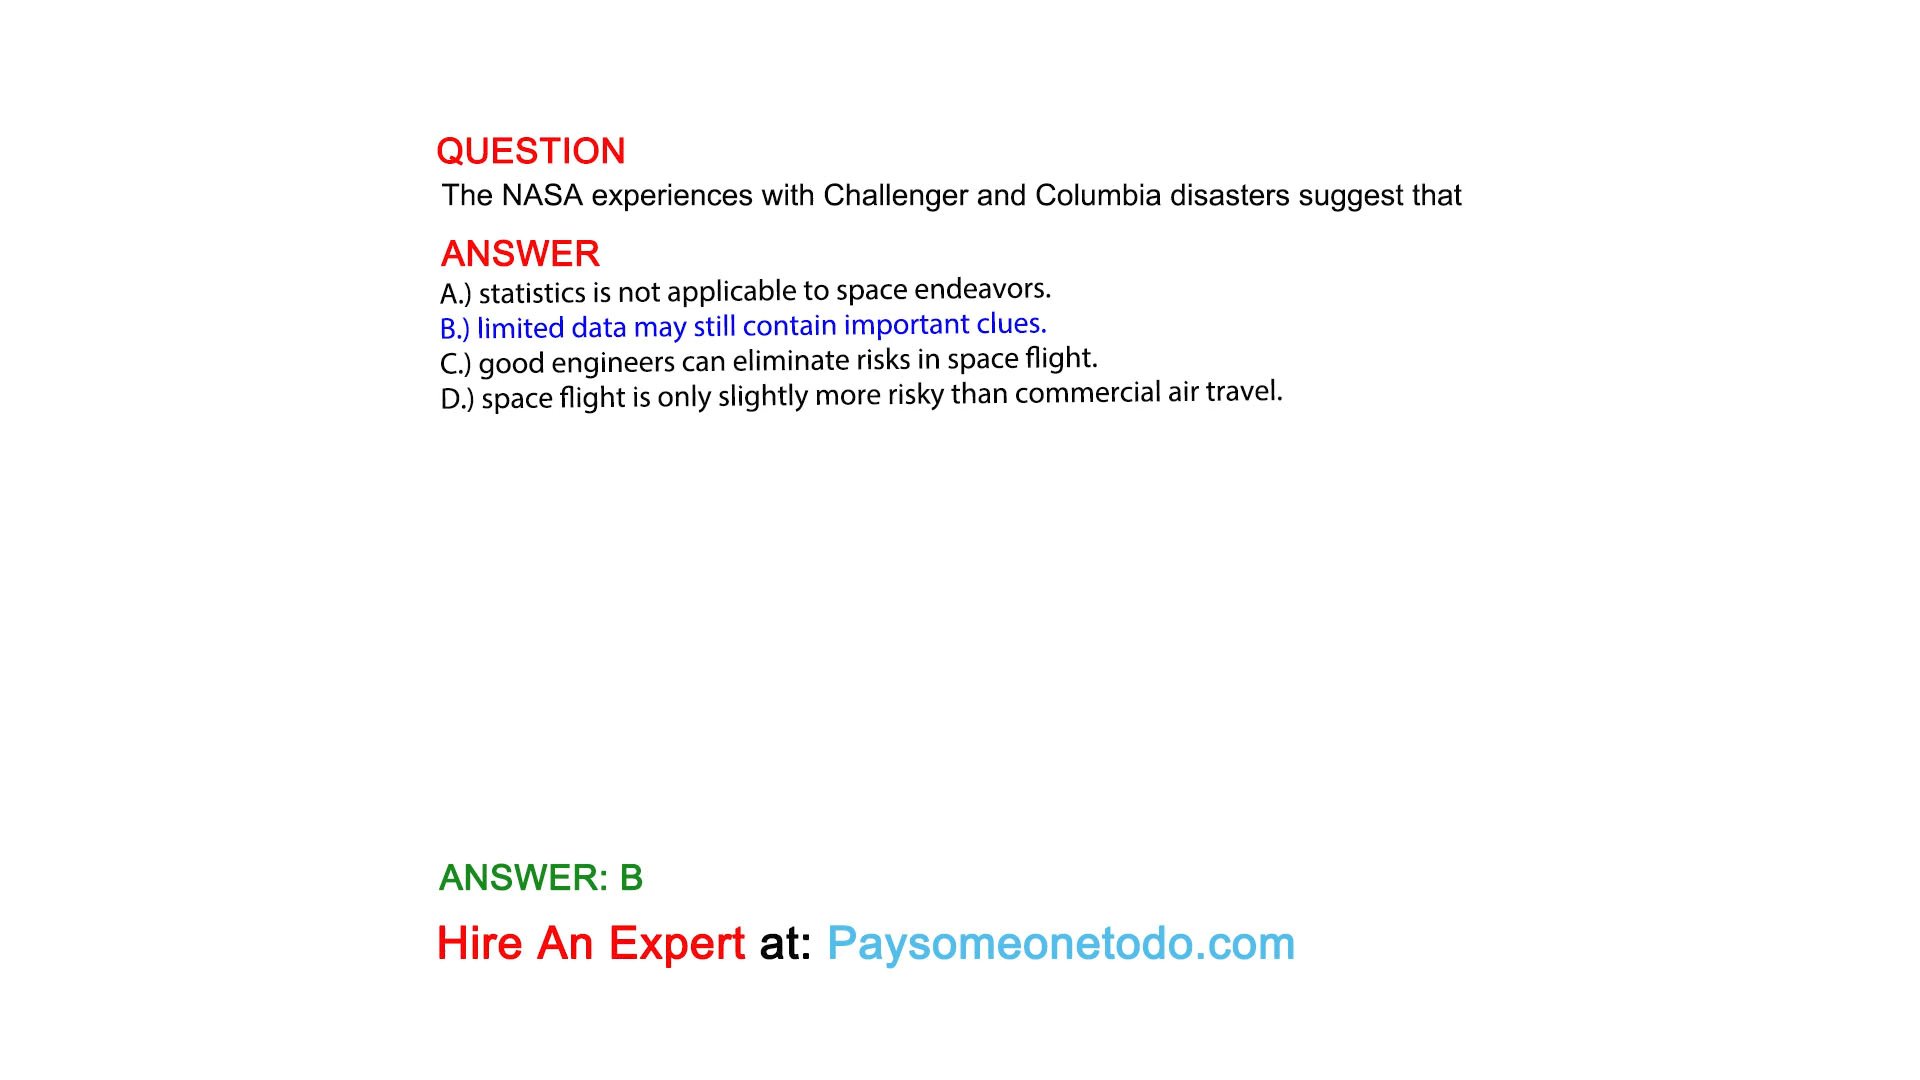 QUESTION
The NASA experiences with Challenger and Columbia disasters suggest that
ANSWER
A.) statistics is not applicable to space endeavors.
B.) limited data may still contain important clues.
C.) good engineers can eliminate risks in space flight.
D.) space flight is only slightly more risky than commercial air travel.
ANSWER: B
Hire An Expert at: Paysomeonetodo.com